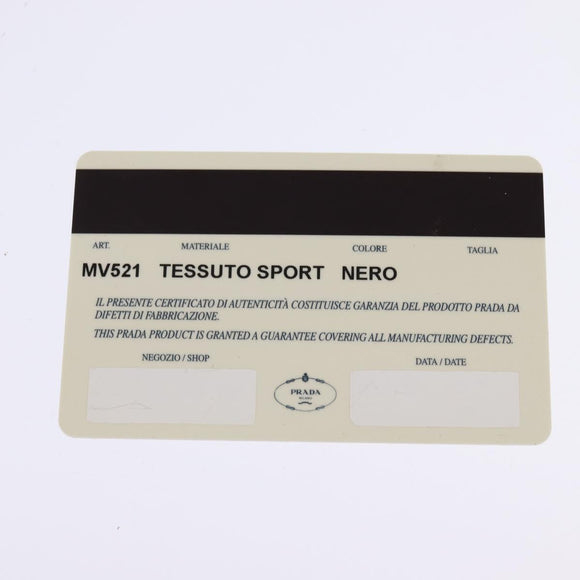 ART. MATERIALE COLORE TAGLIA
MV521 TESSUTO SPORT NERO
IL PRESENTE CERTIFICATO DI AUTENTICITÀ COSTITUISCE GARANZIA DEL PRODOTTO PRADA DA
DIFETTI DI FABBRICAZIONE.
THIS PRADA PRODUCT IS GRANTED A GUARANTEE COVERING ALL MANUFACTURING DEFECTS.
NEGOZIO / SHOP DATA / DATE
PRADA
MILANO